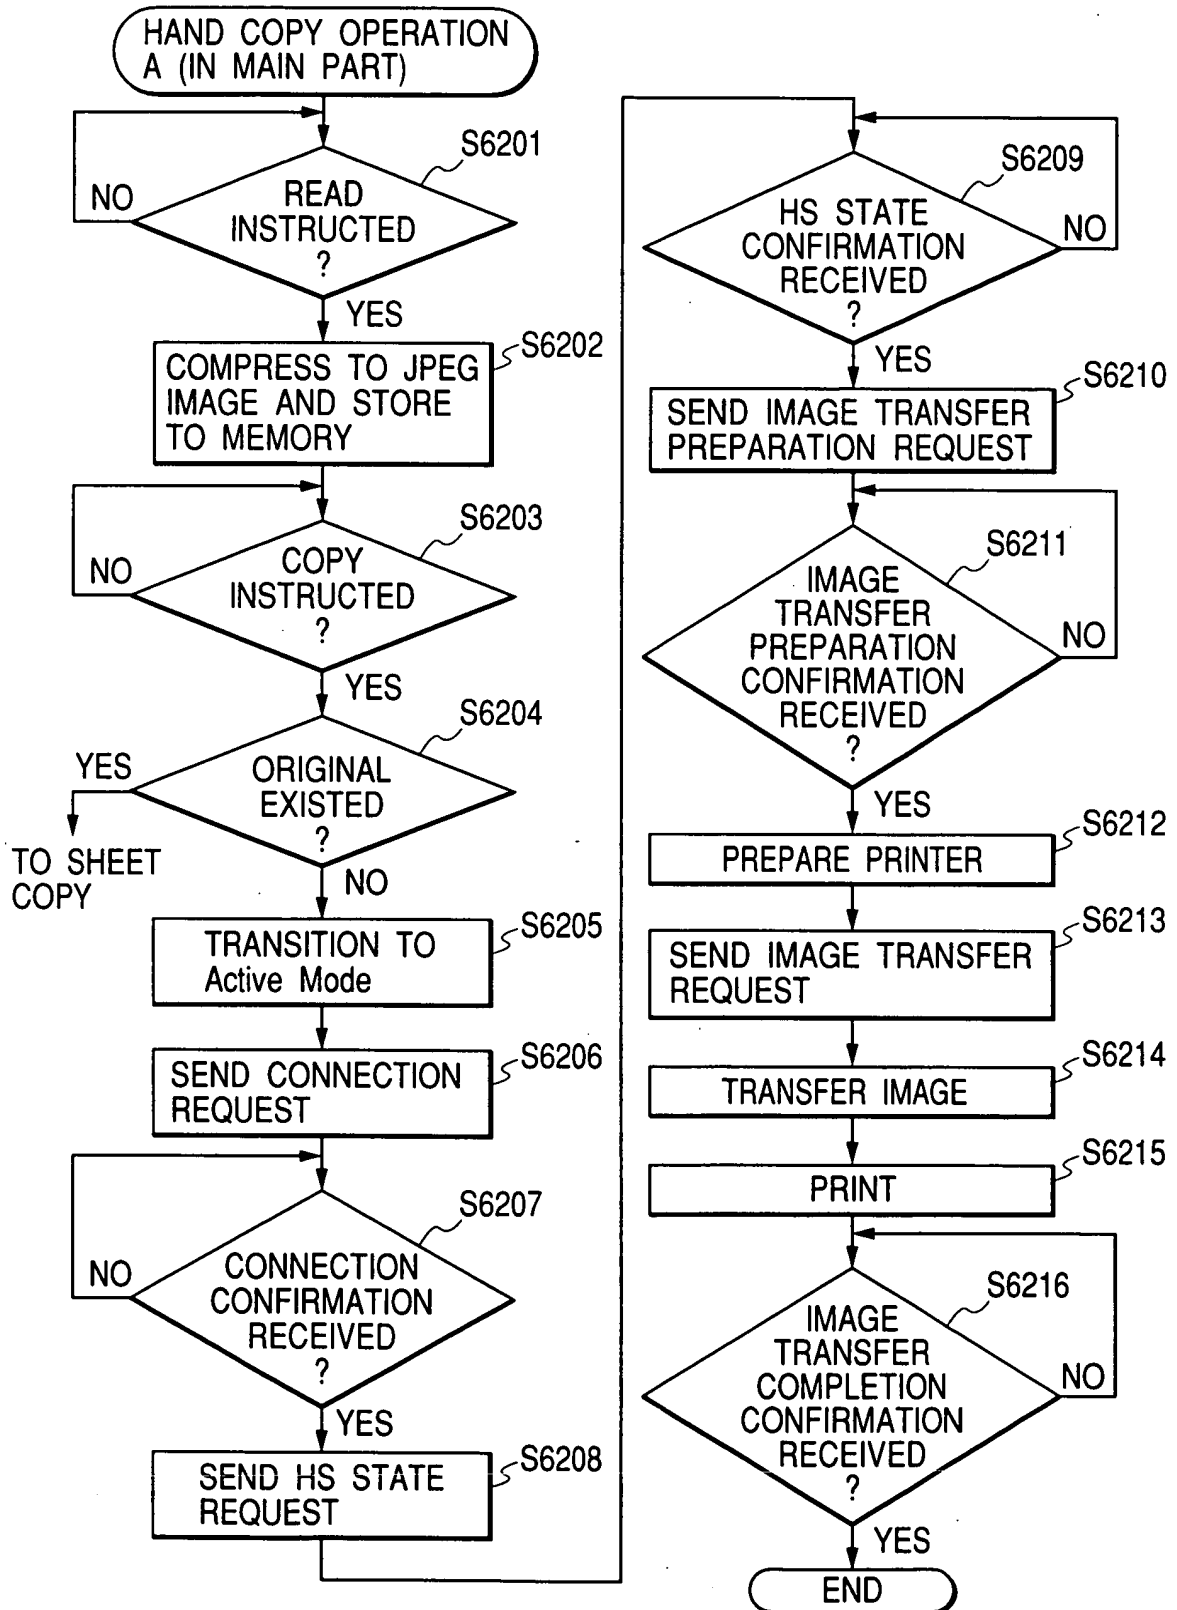 HAND COPY OPERATION
A (IN MAIN PART)
S6201
NO
READ
INSTRUCTED
?
YES
S6202
COMPRESS TO JPEG
IMAGE AND STORE
TO MEMORY
S6203
NO
COPY
INSTRUCTED
?
YES
S6204
YES
ORIGINAL
EXISTED
?
TO SHEET
COPY
NO
S6205
TRANSITION TO
Active Mode
S6206
SEND CONNECTION
REQUEST
S6207
NO
CONNECTION
CONFIRMATION
RECEIVED
?
YES
S6208
SEND HS STATE
REQUEST
S6209
HS STATE
CONFIRMATION
RECEIVED
?
NO
YES
S6210
SEND IMAGE TRANSFER
PREPARATION REQUEST
S6211
IMAGE
TRANSFER
PREPARATION
CONFIRMATION
RECEIVED
?
NO
YES
S6212
PREPARE PRINTER
S6213
SEND IMAGE TRANSFER
REQUEST
S6214
TRANSFER IMAGE
S6215
PRINT
S6216
IMAGE
TRANSFER
COMPLETION
CONFIRMATION
RECEIVED
?
NO
YES
END